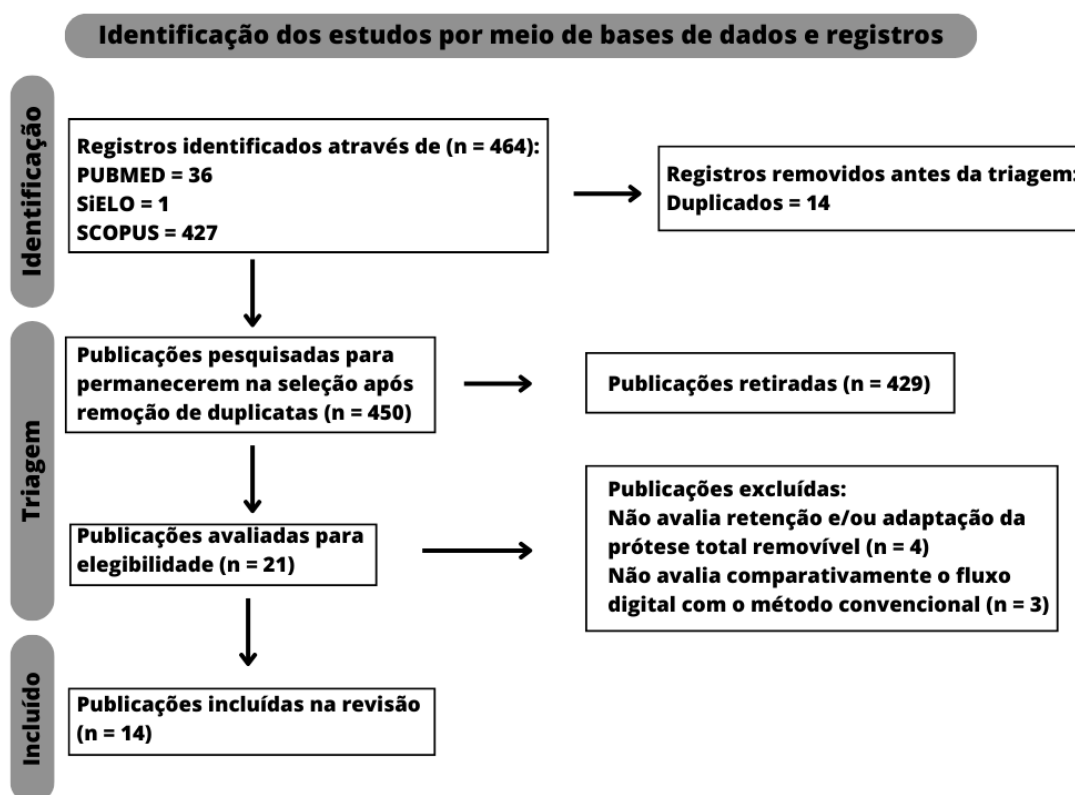 Identificação dos estudos por meio de bases de dados e registros
Identificação
Registros identificados através de (n = 464):
PUBMED = 36
SiELO = 1
SCOPUS = 427
Registros removidos antes da triagem:
Duplicados = 14
Triagem
Publicações pesquisadas para
permanecerem na seleção após
remoção de duplicatas (n = 450)
Publicações retiradas (n = 429)
Publicações avaliadas para
elegibilidade (n = 21)
Publicações excluídas:
Não avalia retenção e/ou adaptação da
prótese total removível (n = 4)
Não avalia comparativamente o fluxo
digital com o método convencional (n = 3)
Incluído
Publicações incluídas na revisão
(n = 14)